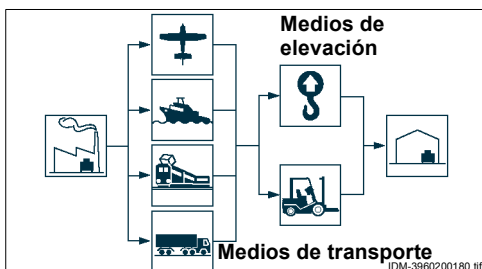 Medios de
elevación
Medios de transporte
IDM-3960200180.tif